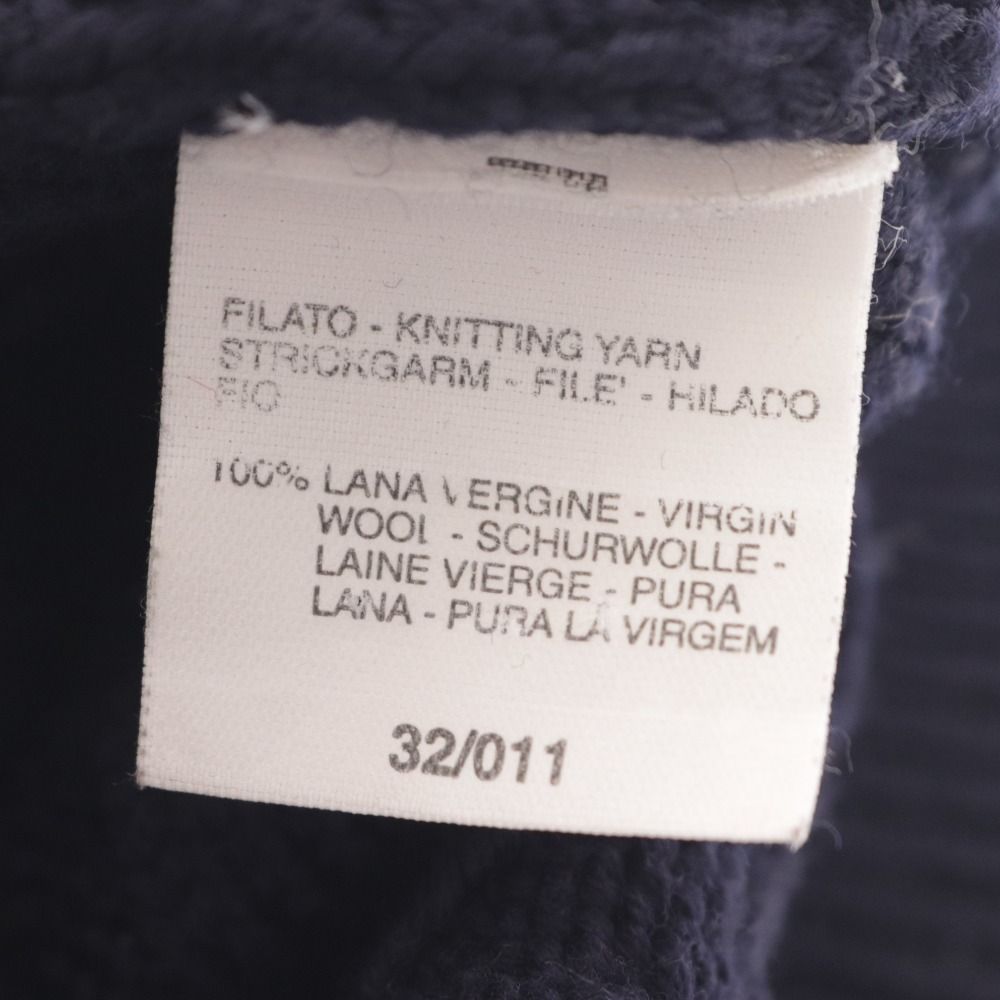 FILATO - KNITTING YARN
STRICKGARM - FILE' - HILADO
FIO
100% LANA VERGINE - VIRGIN
WOOL - SCHURWOLLE -
LAINE VIERGE - PURA
LANA - PURA LA VIRGEM
32/011